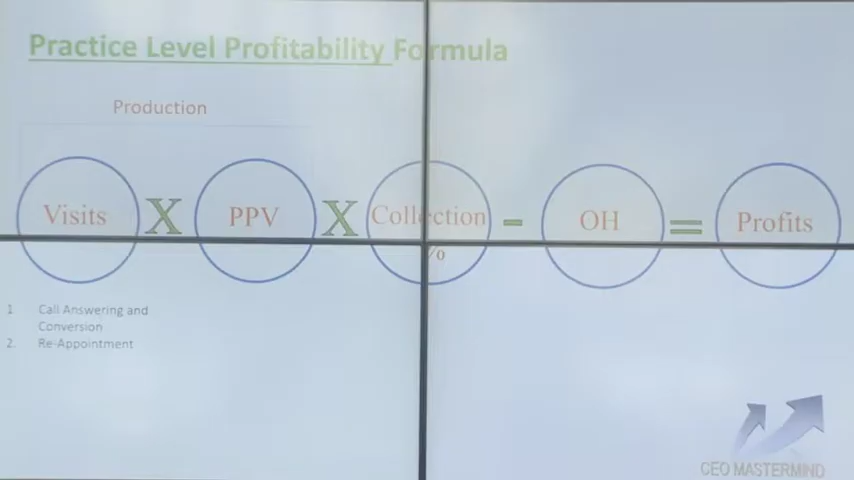 Practice Level Profitability Formula
Production
Visits X PPV X Collection % - OH = Profits
1. Call Answering and
Conversion
2. Re-Appointment
CEO MASTERMIND